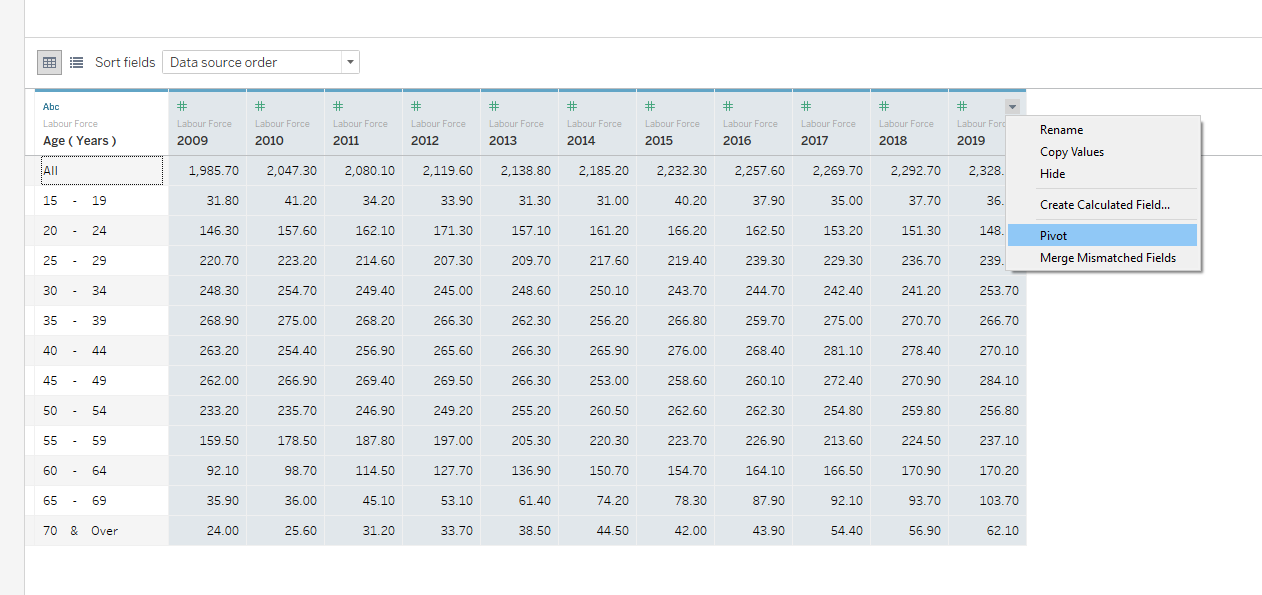 Sort fields Data source order
Abc # # # # # # # # # # #
Labour Force Labour Force Labour Force Labour Force Labour Force Labour Force Labour Force Labour Force Labour Force Labour Force Labour Forc
Age ( Years ) 2009 2010 2011 2012 2013 2014 2015 2016 2017 2018 2019
All 1,985.70 2,047.30 2,080.10 2,119.60 2,138.80 2,185.20 2,232.30 2,257.60 2,269.70 2,292.70 2,328.
15 - 19 31.80 41.20 34.20 33.90 31.30 31.00 40.20 37.90 35.00 37.70 36.
20 - 24 146.30 157.60 162.10 171.30 157.10 161.20 166.20 162.50 153.20 151.30 148.
25 - 29 220.70 223.20 214.60 207.30 209.70 217.60 219.40 239.30 229.30 236.70 239.
30 - 34 248.30 254.70 249.40 245.00 248.60 250.10 243.70 244.70 242.40 241.20 253.70
35 - 39 268.90 275.00 268.20 266.30 262.30 256.20 266.80 259.70 275.00 270.70 266.70
40 - 44 263.20 254.40 256.90 265.60 266.30 265.90 276.00 268.40 281.10 278.40 270.10
45 - 49 262.00 266.90 269.40 269.50 266.30 253.00 258.60 260.10 272.40 270.90 284.10
50 - 54 233.20 235.70 246.90 249.20 255.20 260.50 262.60 262.30 254.80 259.80 256.80
55 - 59 159.50 178.50 187.80 197.00 205.30 220.30 223.70 226.90 213.60 224.50 237.10
60 - 64 92.10 98.70 114.50 127.70 136.90 150.70 154.70 164.10 166.50 170.90 170.20
65 - 69 35.90 36.00 45.10 53.10 61.40 74.20 78.30 87.90 92.10 93.70 103.70
70 & Over 24.00 25.60 31.20 33.70 38.50 44.50 42.00 43.90 54.40 56.90 62.10
Rename
Copy Values
Hide
Create Calculated Field...
Pivot
Merge Mismatched Fields